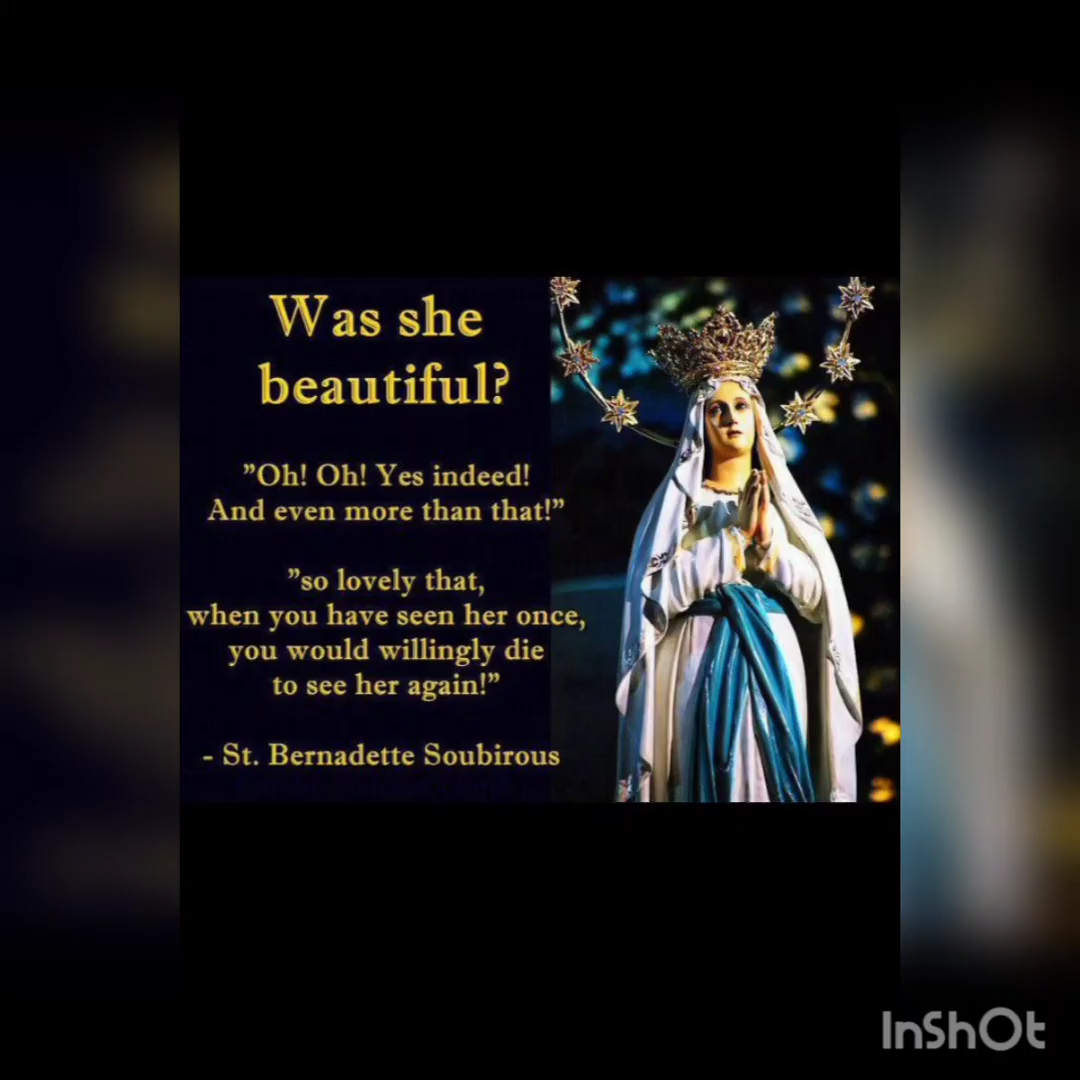 Was she
beautiful?
”Oh! Oh! Yes indeed!
And even more than that!”
”so lovely that,
when you have seen her once,
you would willingly die
to see her again!”
- St. Bernadette Soubirous
InShOt